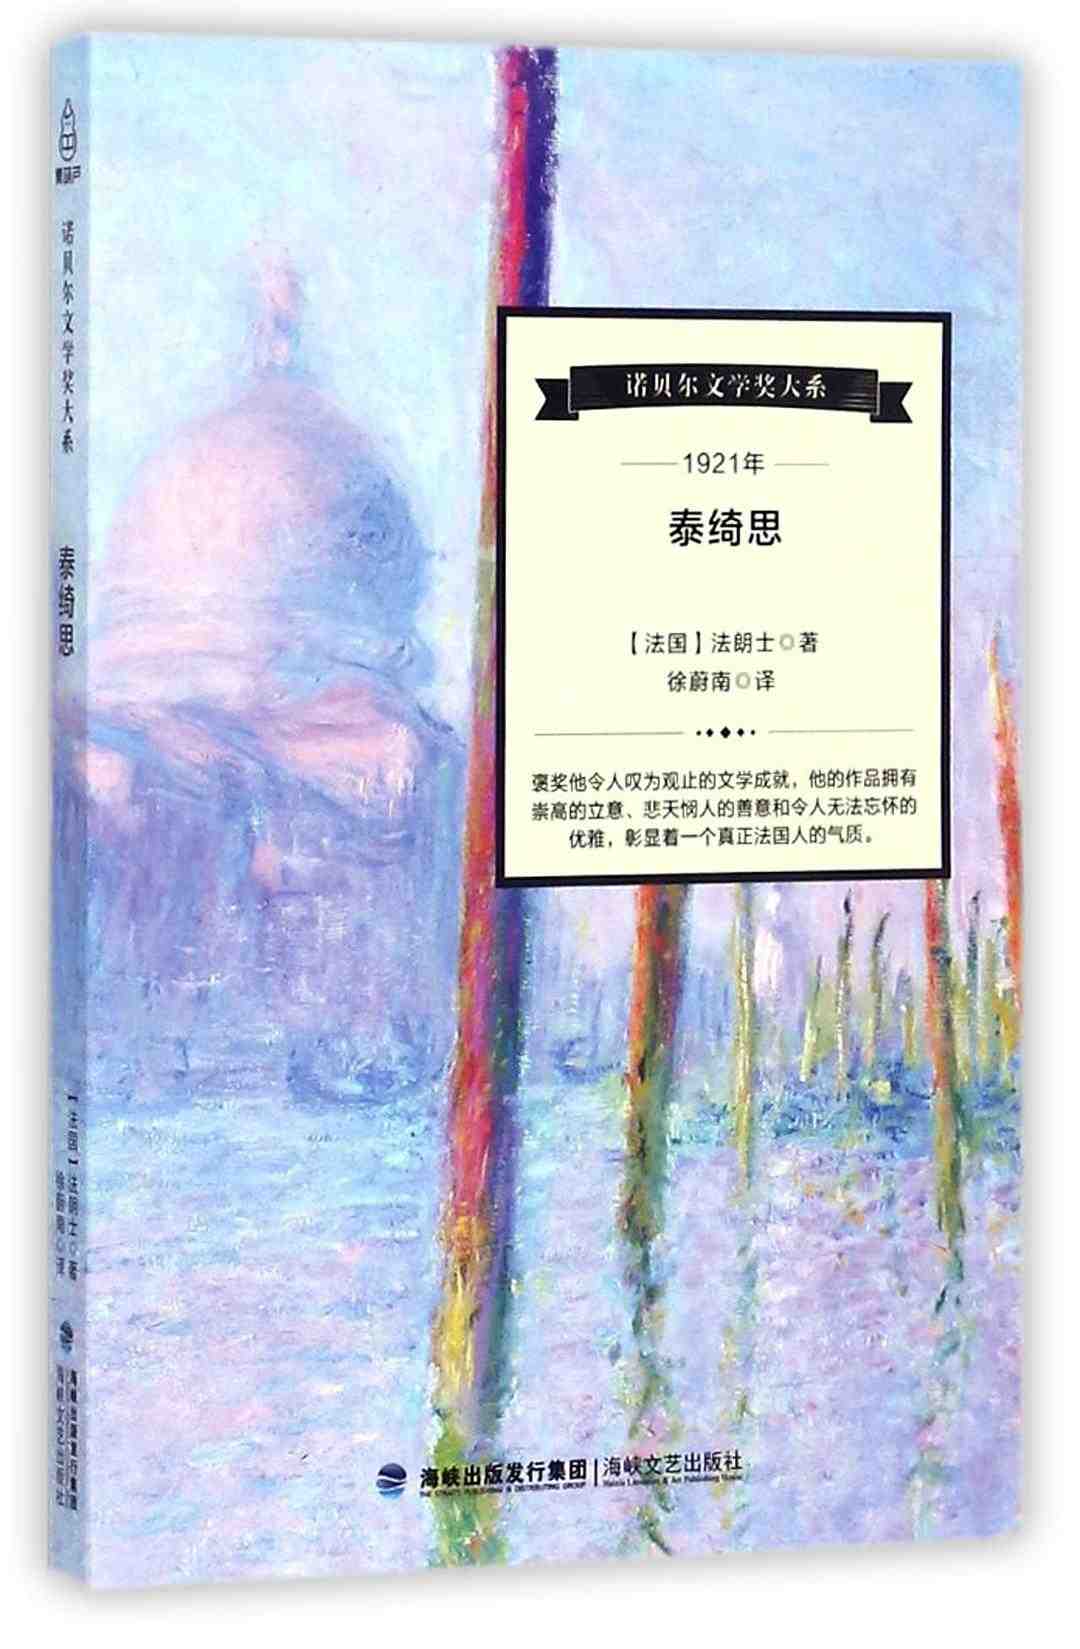 诺贝尔文学奖大系
1921年
泰绮思
【法国】法朗士◎著
徐蔚南◎译
褒奖他令人叹为观止的文学成就，他的作品拥有
崇高的立意、悲天悯人的善意和令人无法忘怀的
优雅，彰显着一个真正法国人的气质。
海峡出版发行集团|海峡文艺出版社
THE STRAITS PUBLISHING & DISTRIBUTING GROUP
诺贝尔文学奖大系
泰绮思
【法国】法朗士◎著
徐蔚南◎译
海峡出版发行集团
海峡文艺出版社